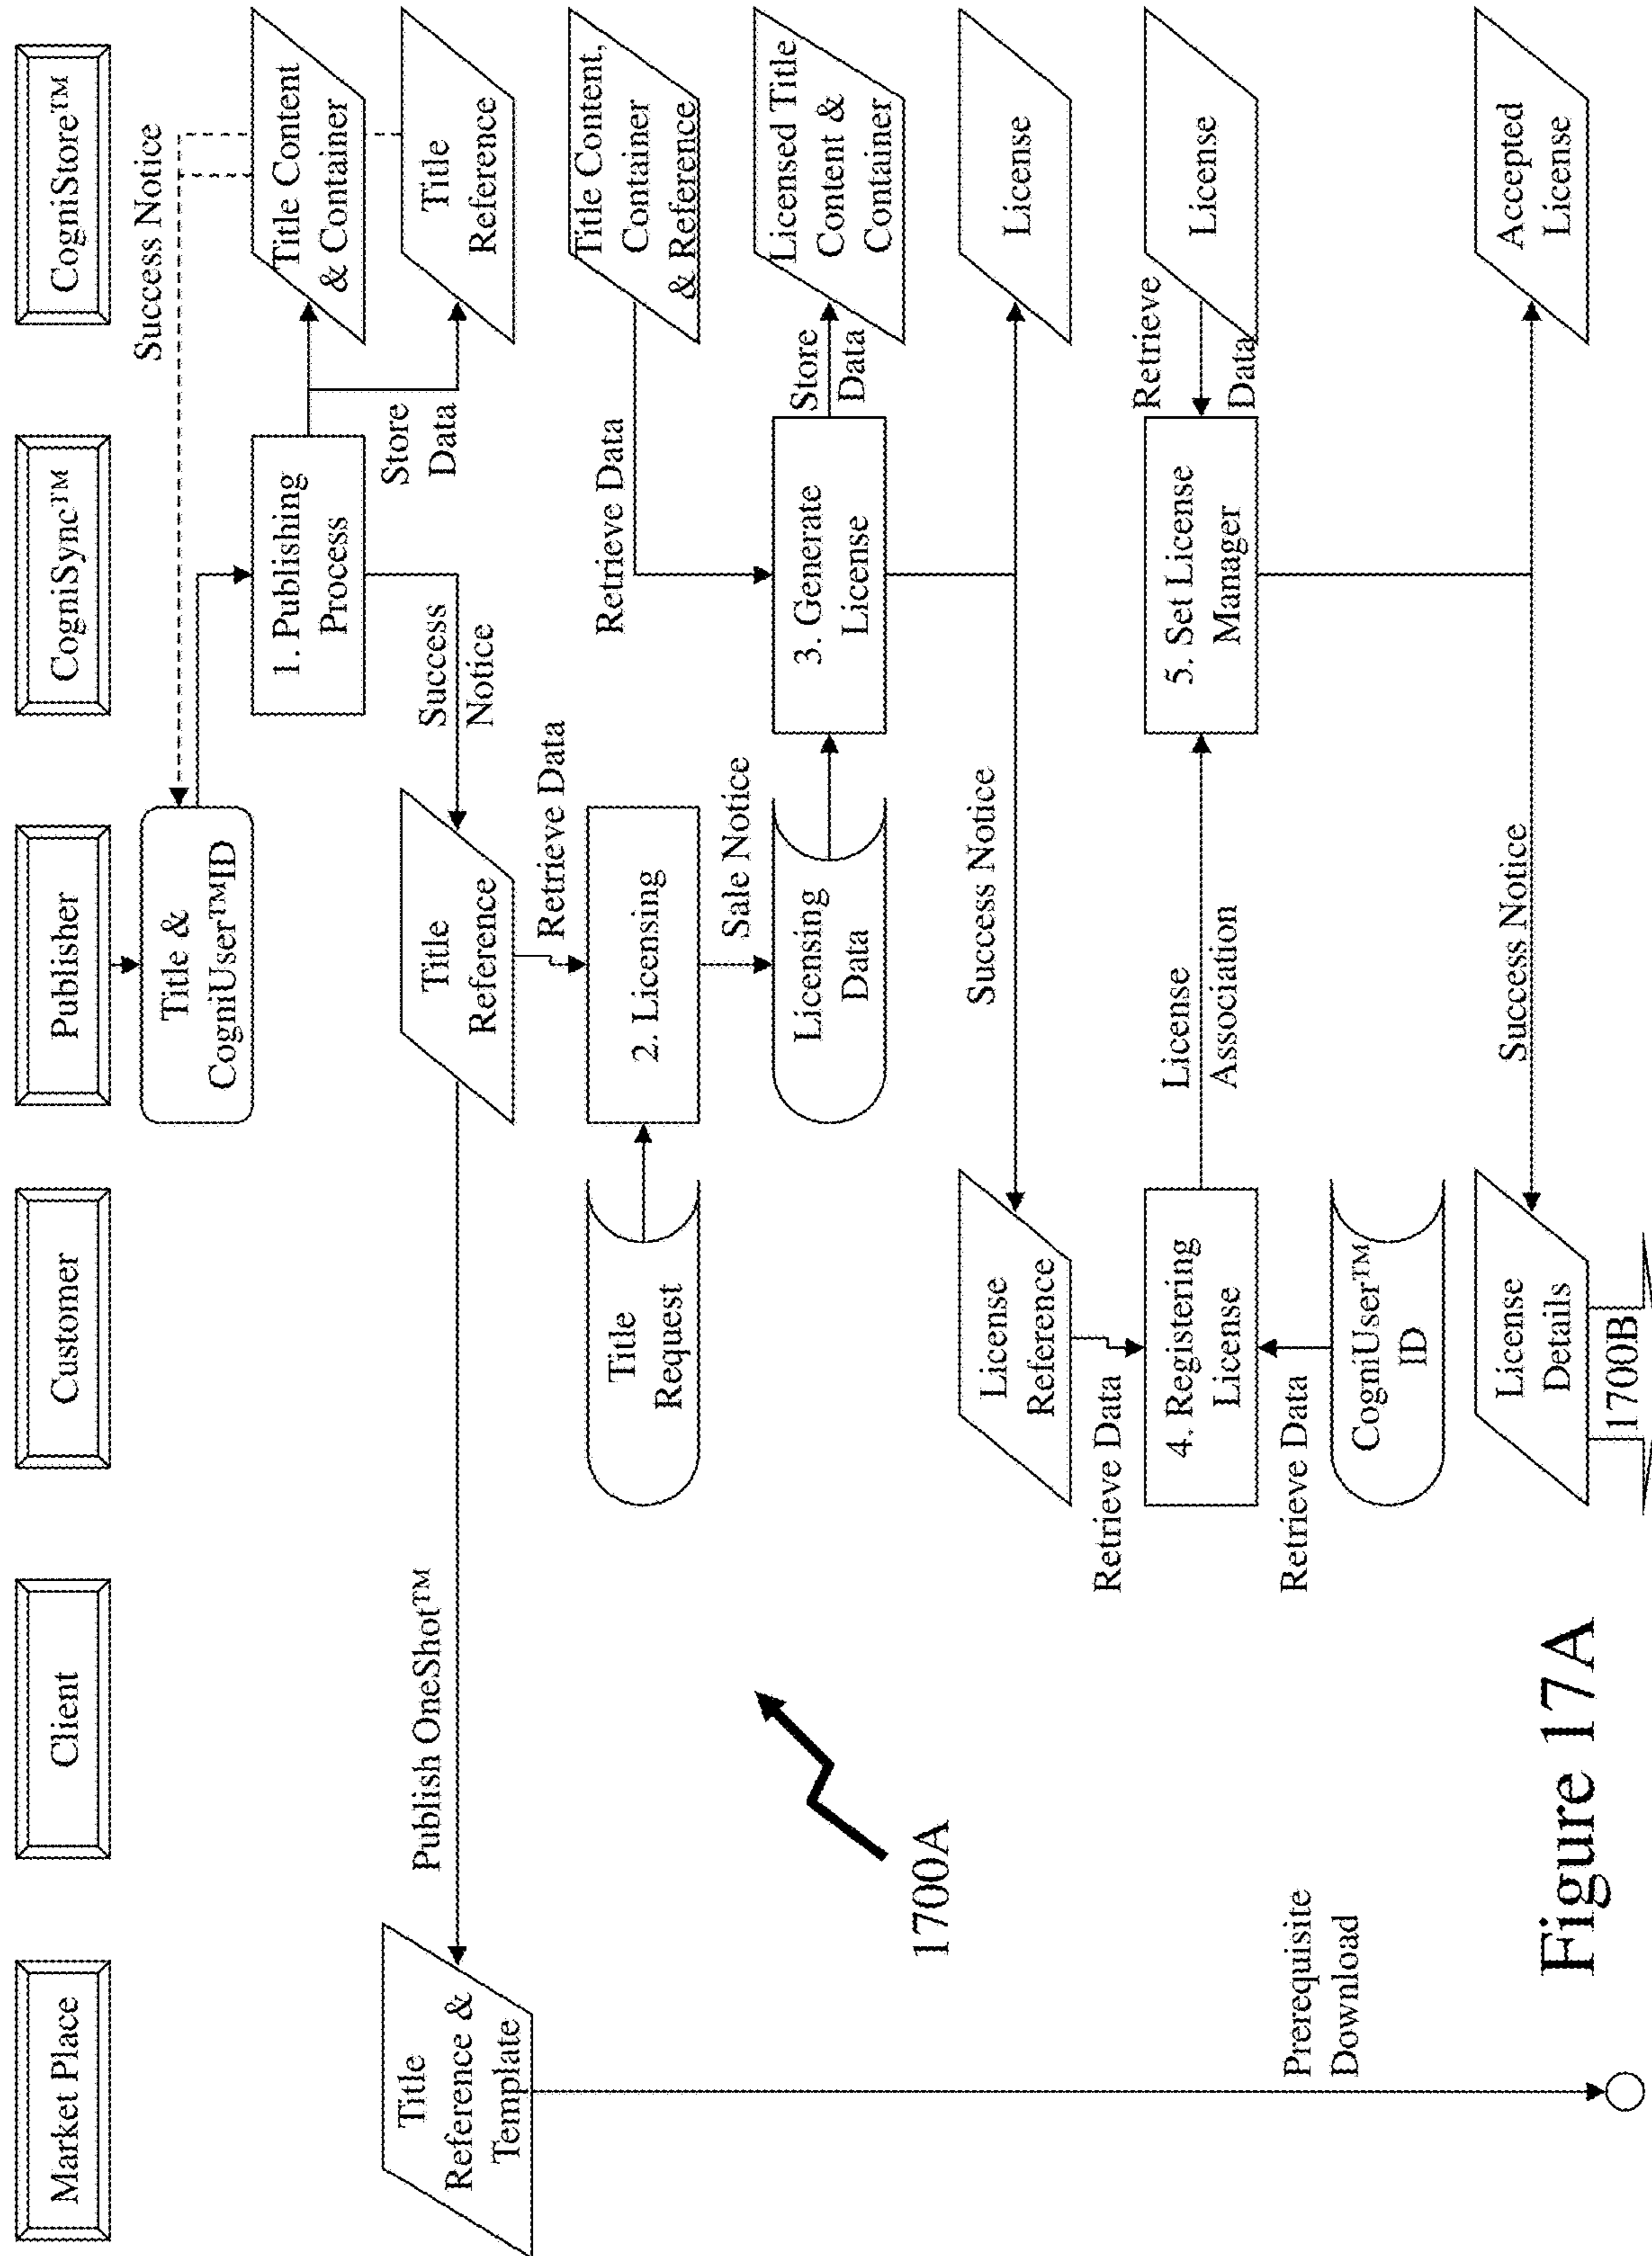 Market Place
Client
Customer
Publisher
CogniSync™
CogniStore™
Success Notice
Title &
CogniUser™ID
1. Publishing
Process
Title Content
& Container
Store
Data
Title
Reference &
Template
Publish OneShot™
Title
Reference
Success
Notice
Title
Reference
Retrieve Data
Title
Request
2. Licensing
Retrieve Data
Title Content,
Container
& Reference
Sale Notice
Licensing
Data
3. Generate
License
Store
Data
Licensed Title
Content &
Container
1700A
License
Reference
Success Notice
License
Retrieve Data
4. Registering
License
License
Association
5. Set License
Manager
Retrieve
Data
License
Prerequisite
Download
Retrieve Data
CogniUser™
ID
License
Details
Success Notice
Accepted
License
1700B
Figure 17A